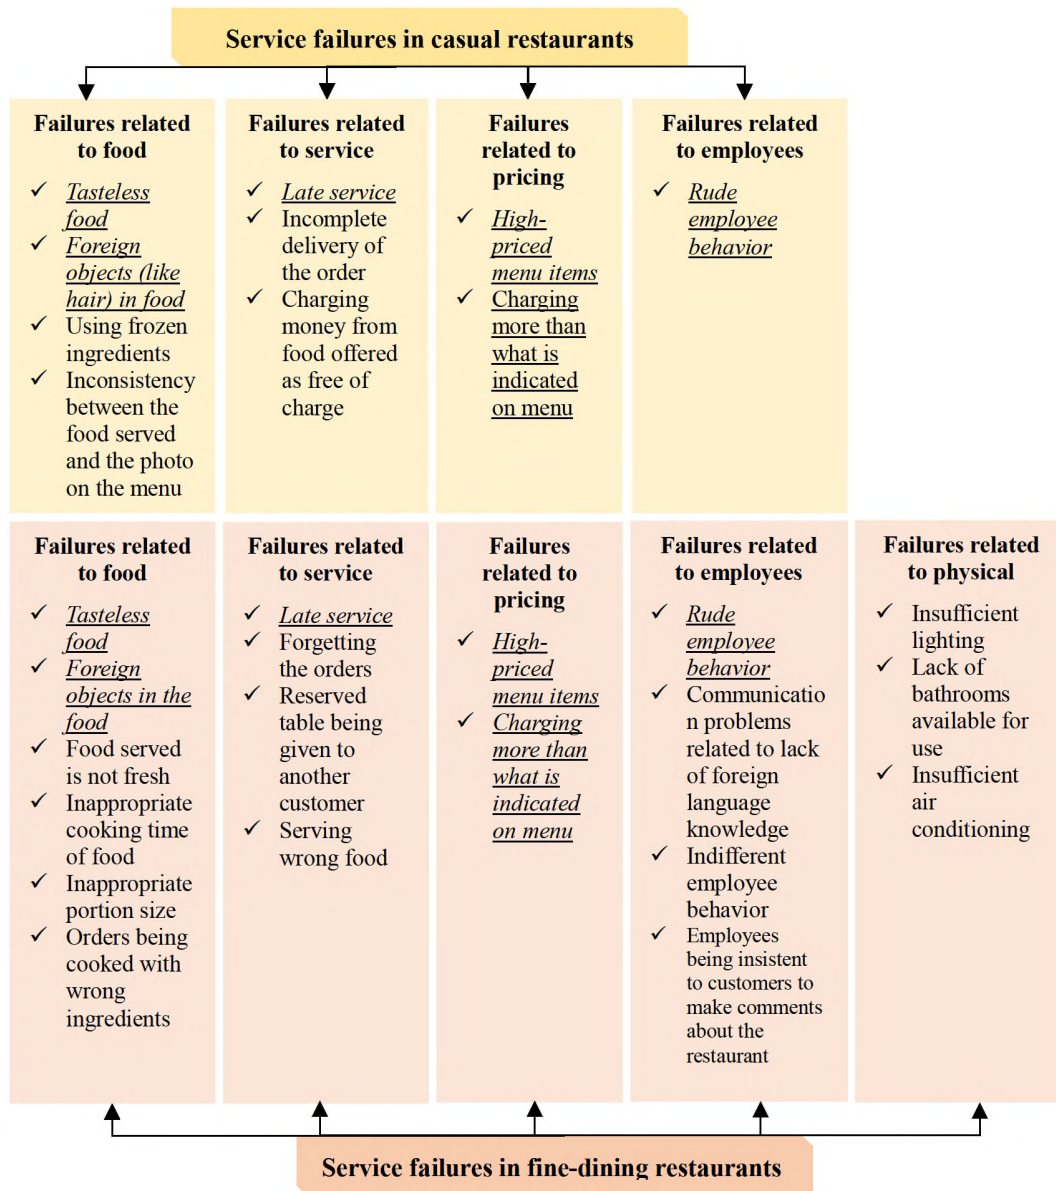 Service failures in casual restaurants
Failures related
to food
✓ Tasteless
food
✓ Foreign
objects (like
hair) in food
✓ Using frozen
ingredients
✓ Inconsistency
between the
food served
and the photo
on the menu
Failures related
to service
✓ Late service
✓ Incomplete
delivery of
the order
✓ Charging
money from
food offered
as free of
charge
Failures
related to
pricing
✓ High-
priced
menu items
✓ Charging
more than
what is
indicated
on menu
Failures related
to employees
✓ Rude
employee
behavior
Failures related
to food
✓ Tasteless
food
✓ Foreign
objects in the
food
✓ Food served
is not fresh
✓ Inappropriate
cooking time
of food
✓ Inappropriate
portion size
✓ Orders being
cooked with
wrong
ingredients
Failures related
to service
✓ Late service
✓ Forgetting
the orders
✓ Reserved
table being
given to
another
customer
✓ Serving
wrong food
Failures
related to
pricing
✓ High-
priced
menu items
✓ Charging
more than
what is
indicated
on menu
Failures related
to employees
✓ Rude
employee
behavior
✓ Communicatio
n problems
related to lack
of foreign
language
knowledge
✓ Indifferent
employee
behavior
✓ Employees
being insistent
to customers to
make comments
about the
restaurant
Failures related
to physical
✓ Insufficient
lighting
✓ Lack of
bathrooms
available for
use
✓ Insufficient
air
conditioning
Service failures in fine-dining restaurants